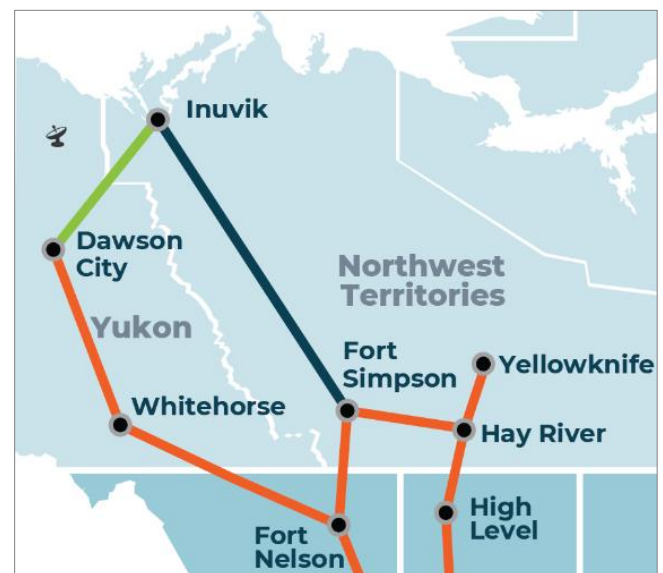 Inuvik
Dawson
City
Northwest
Territories
Yukon
Fort
Simpson
Yellowknife
Whitehorse
Hay River
High
Level
Fort
Nelson